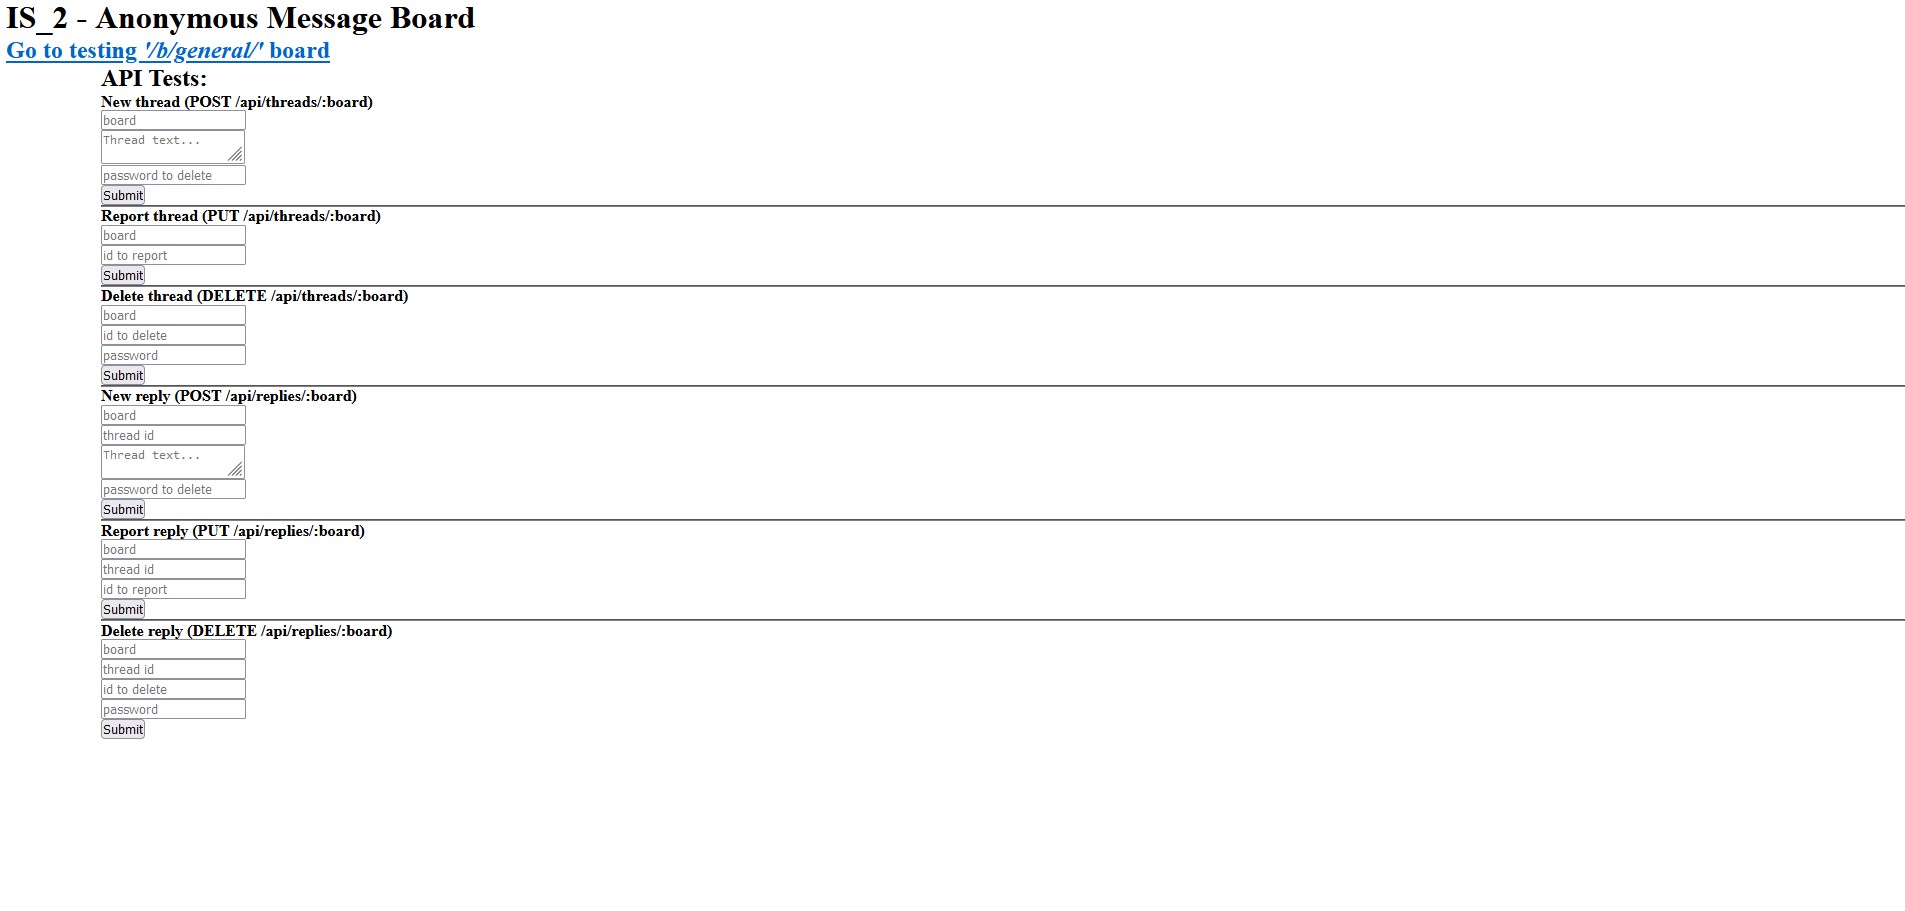 IS_2 - Anonymous Message Board
Go to testing '/b/general/' board
API Tests:
New thread (POST /api/threads/:board)
board
Thread text...
password to delete
Submit
Report thread (PUT /api/threads/:board)
board
id to report
Submit
Delete thread (DELETE /api/threads/:board)
board
id to delete
password
Submit
New reply (POST /api/replies/:board)
board
thread id
Thread text...
password to delete
Submit
Report reply (PUT /api/replies/:board)
board
thread id
id to report
Submit
Delete reply (DELETE /api/replies/:board)
board
thread id
id to delete
password
Submit